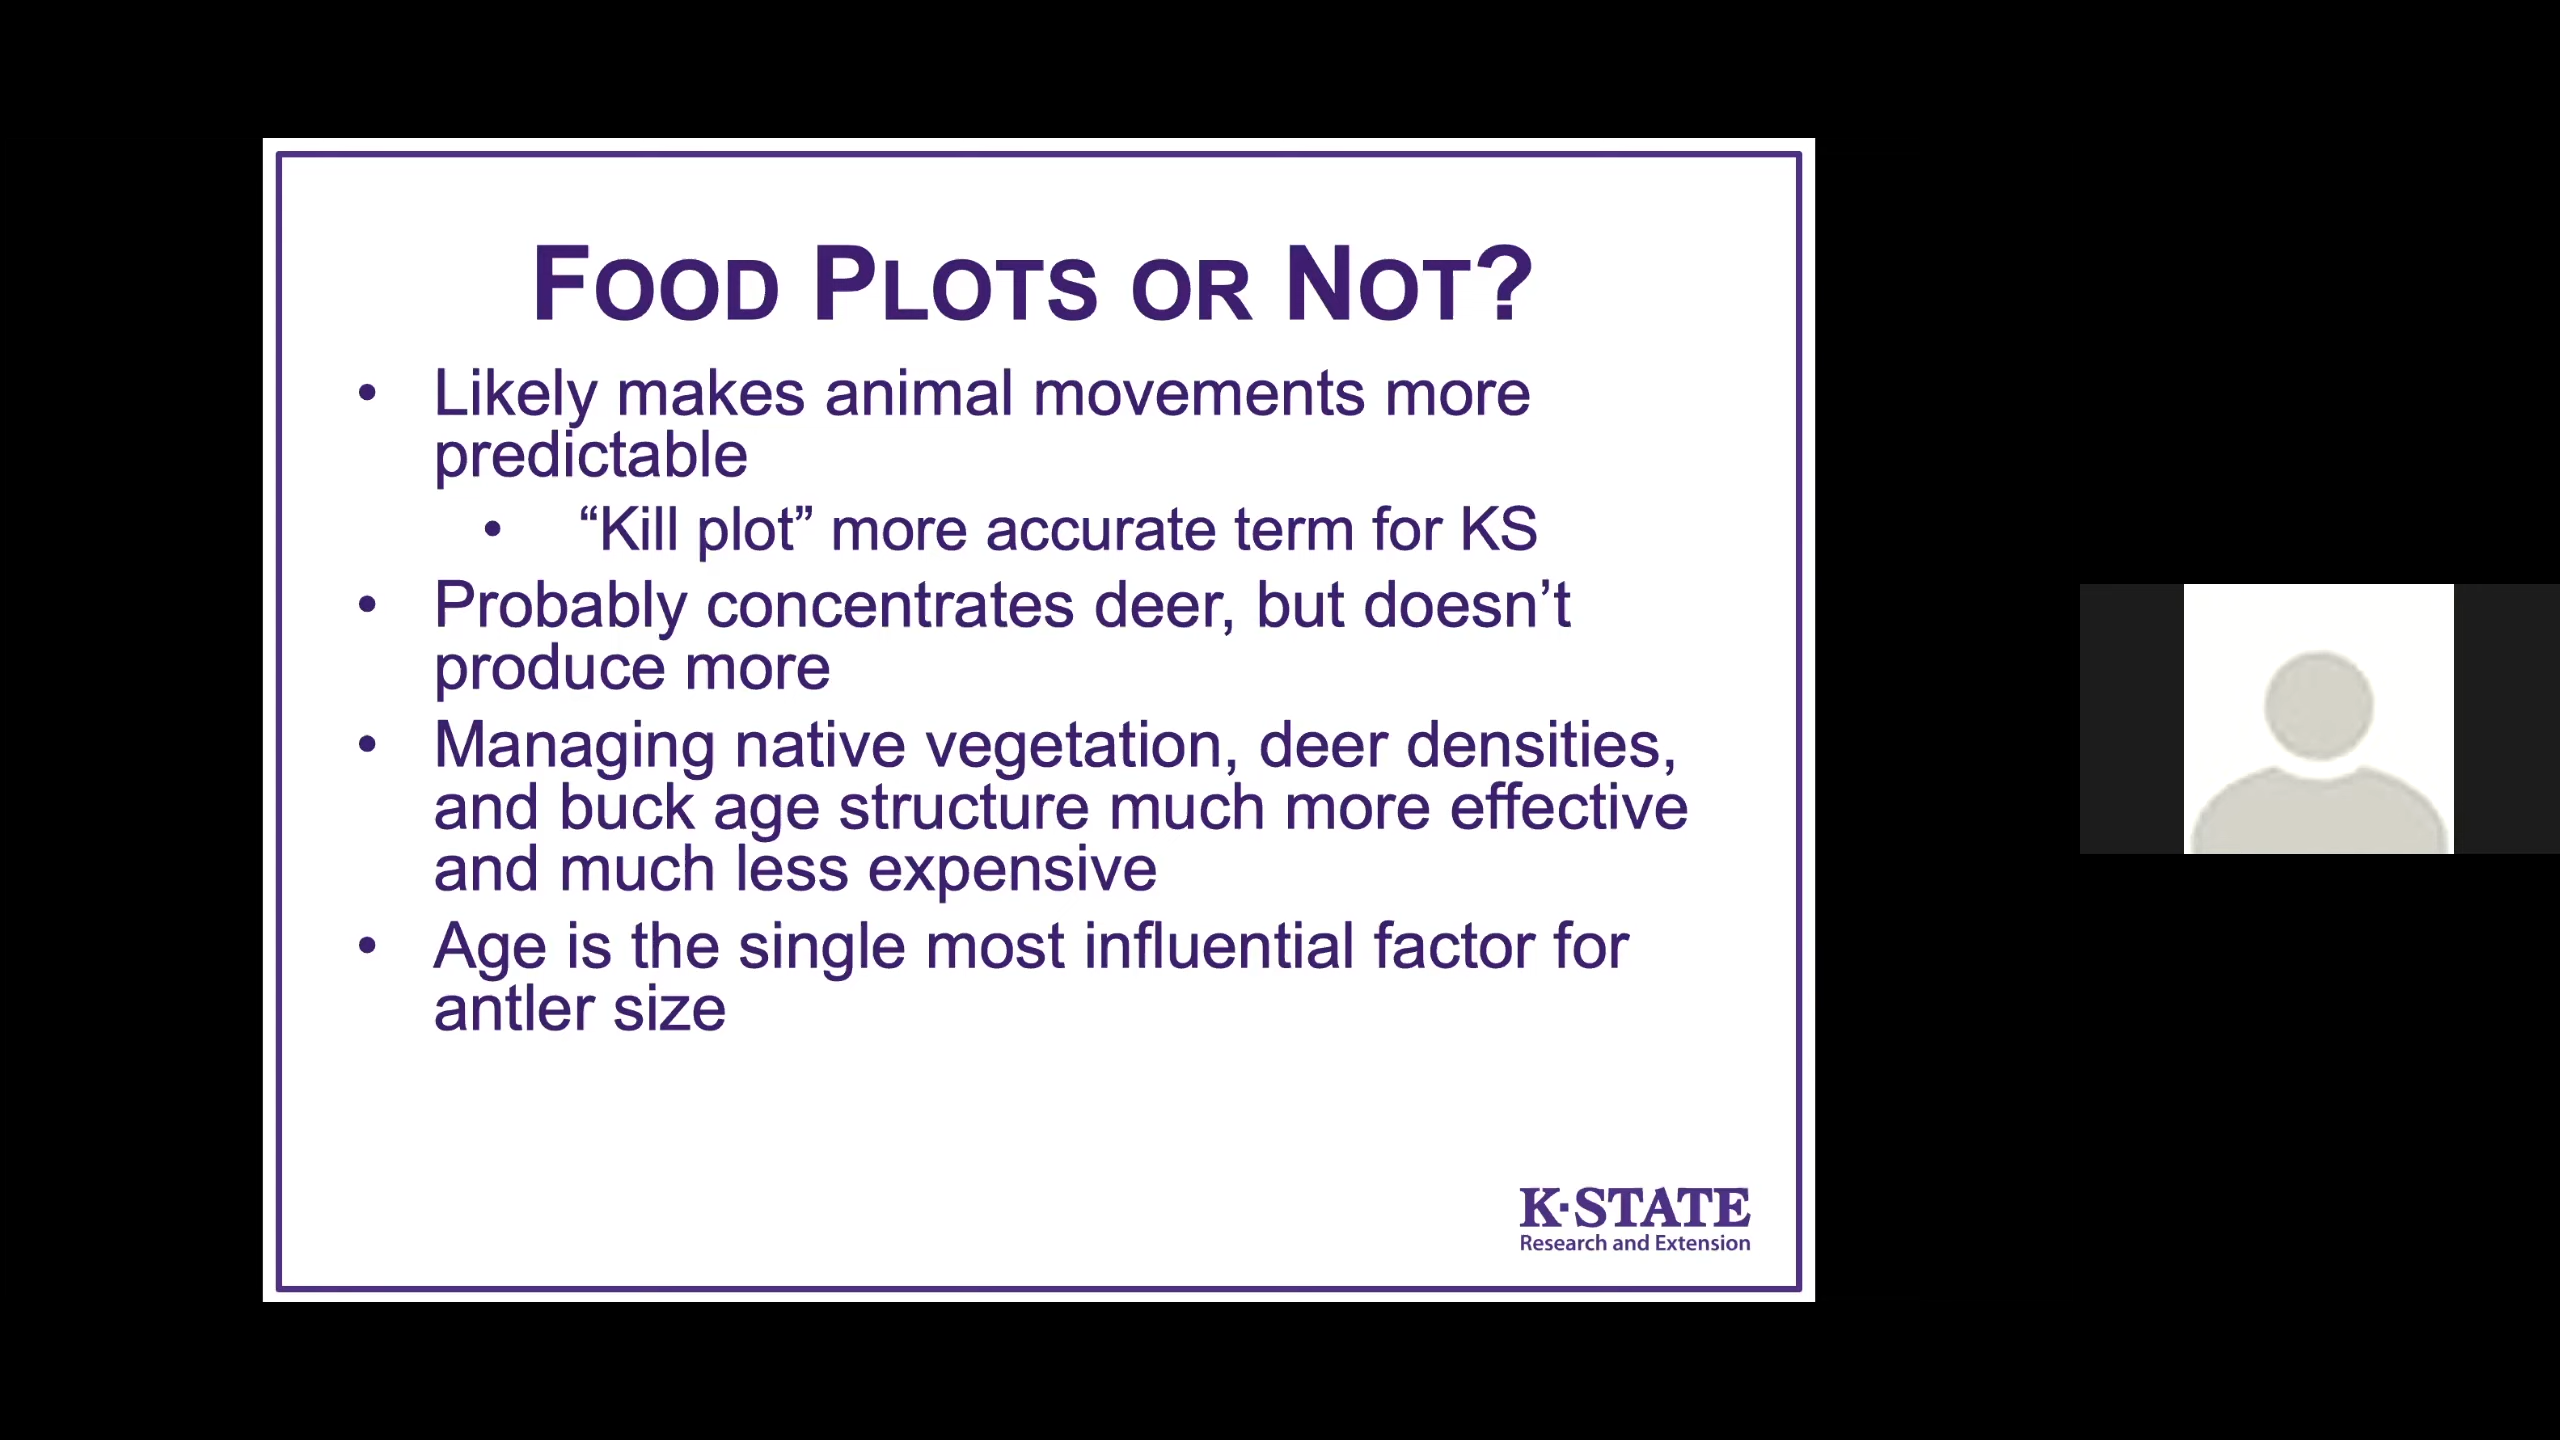 FOOD PLOTS OR NOT?
• Likely makes animal movements more
predictable
• “Kill plot” more accurate term for KS
• Probably concentrates deer, but doesn’t
produce more
• Managing native vegetation, deer densities,
and buck age structure much more effective
and much less expensive
• Age is the single most influential factor for
antler size
K·STATE
Research and Extension